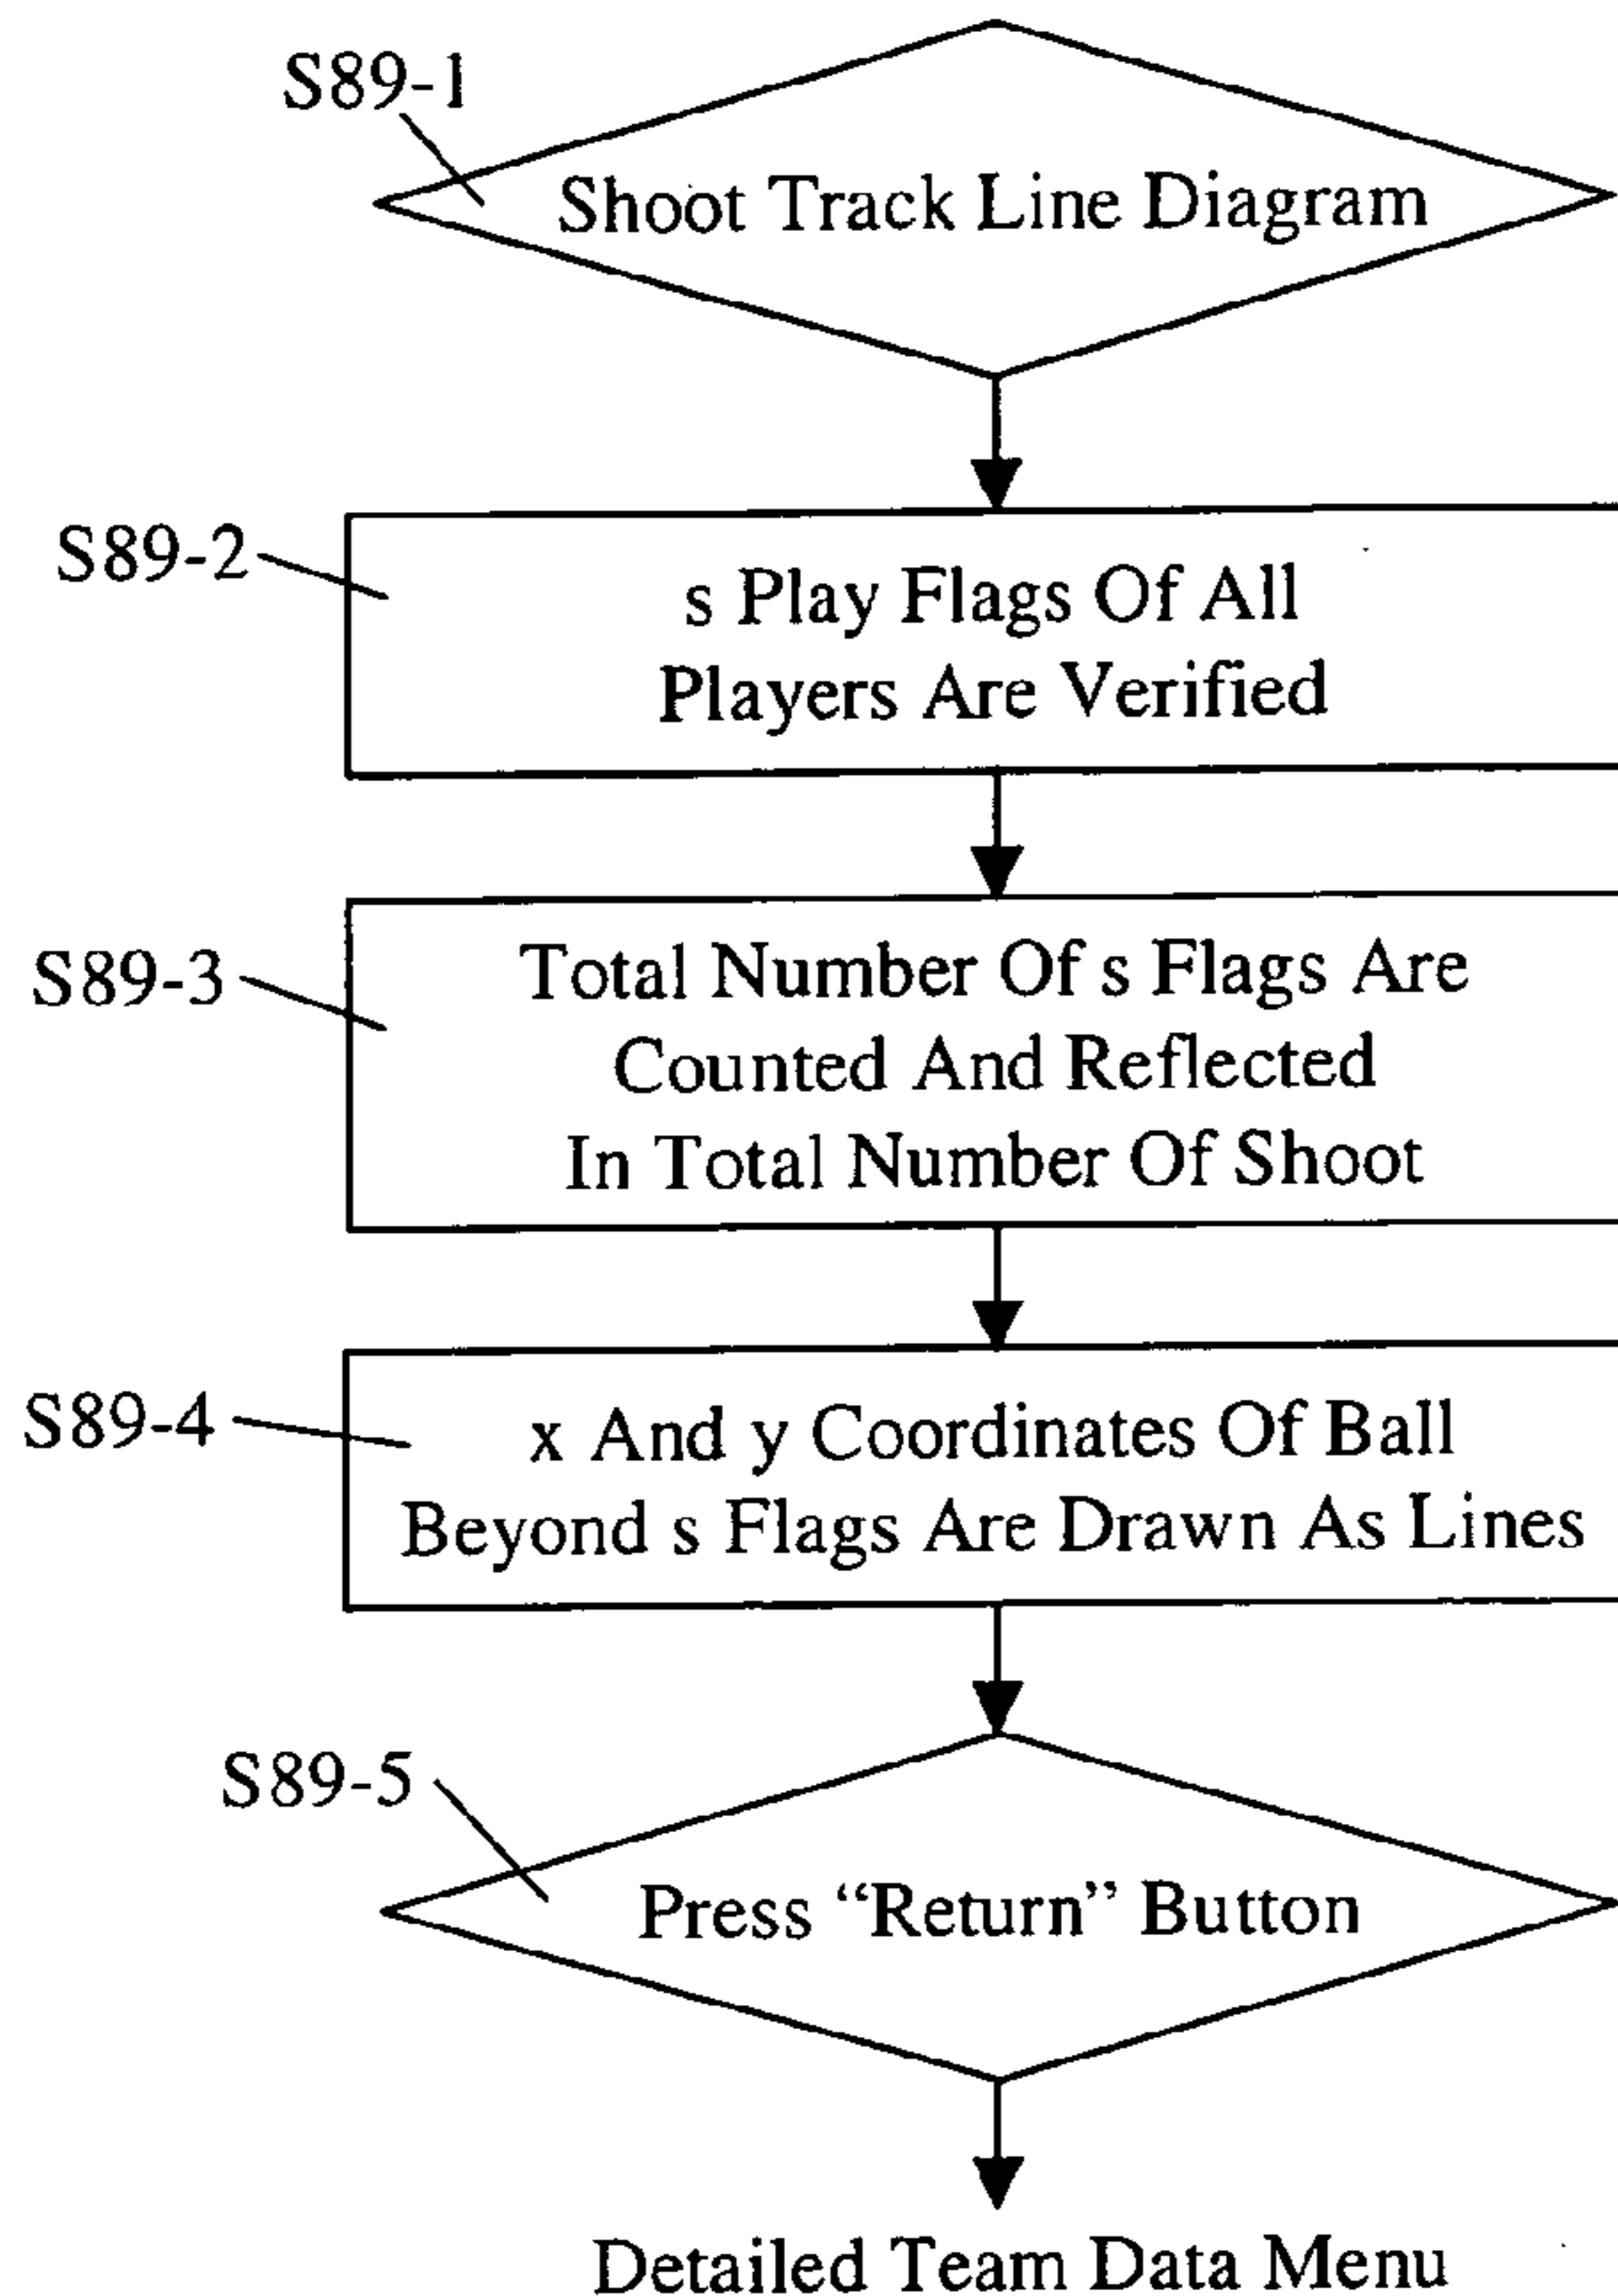 S89-1
Shoot Track Line Diagram
S89-2
s Play Flags Of All
Players Are Verified
S89-3
Total Number Of s Flags Are
Counted And Reflected
In Total Number Of Shoot
S89-4
x And y Coordinates Of Ball
Beyond s Flags Are Drawn As Lines
S89-5
Press “Return” Button
Detailed Team Data Menu